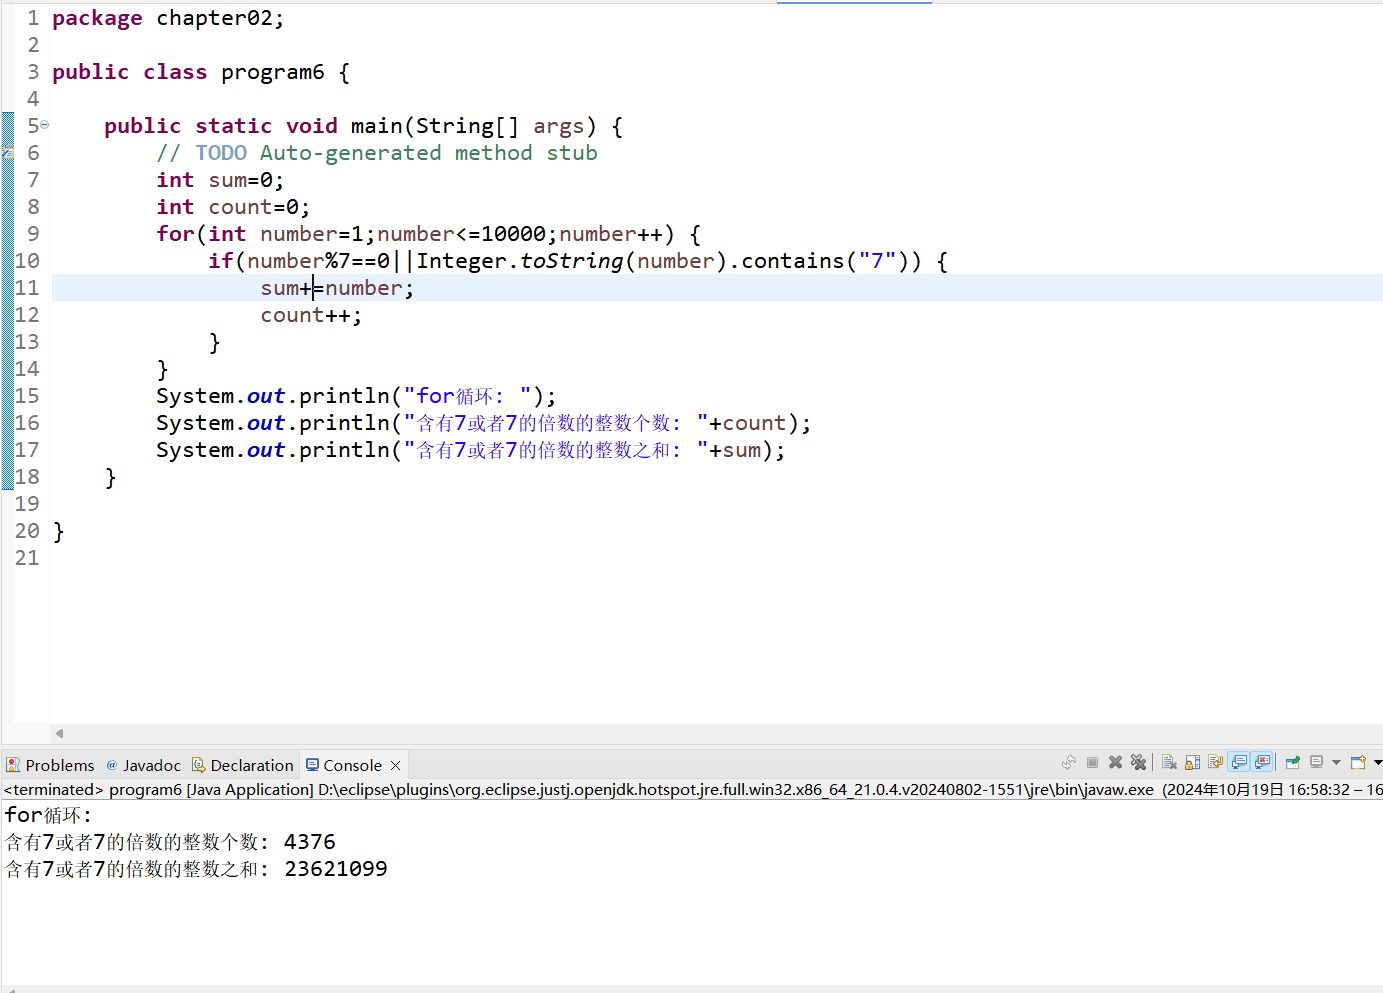 1 package chapter02;
2
3 public class program6 {
4
5 public static void main(String[] args) {
6 // TODO Auto-generated method stub
7 int sum=0;
8 int count=0;
9 for(int number=1;number<=10000;number++) {
10 if(number%7==0||Integer.toString(number).contains("7")) {
11 sum+=number;
12 count++;
13 }
14 }
15 System.out.println("for循环: ");
16 System.out.println("含有7或者7的倍数的整数个数: "+count);
17 System.out.println("含有7或者7的倍数的整数之和: "+sum);
18 }
19
20 }
21
Problems @ Javadoc Declaration Console
<terminated> program6 [Java Application] D:\eclipse\plugins\org.eclipse.justj.openjdk.hotspot.jre.full.win32.x86_64_21.0.4.v20240802-1551\jre\bin\javaw.exe (2024年10月19日 16:58:32 – 16
for循环:
含有7或者7的倍数的整数个数: 4376
含有7或者7的倍数的整数之和: 23621099